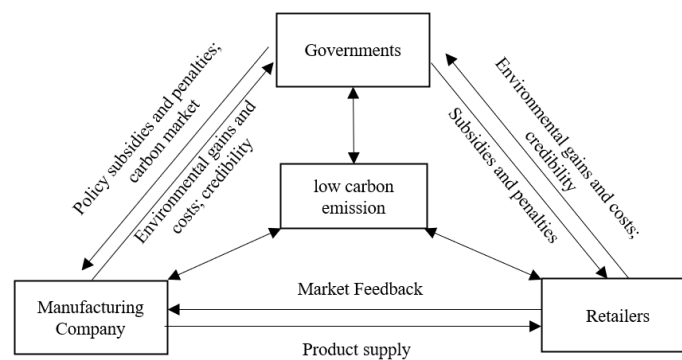 Governments
Policy subsidies and penalties;
carbon market
Environmental gains and
costs; credibility
Environmental gains and costs;
credibility
Subsidies and penalties
low carbon
emission
Manufacturing
Company
Market Feedback
Product supply
Retailers